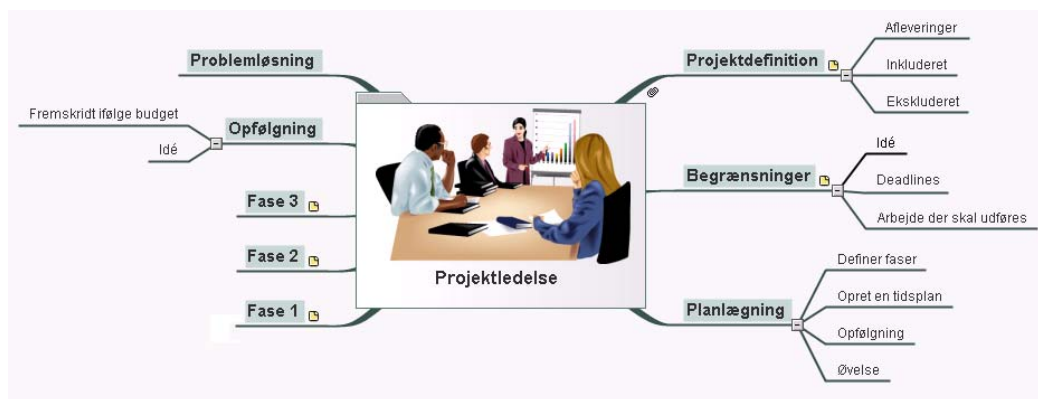 Problemløsning
Fremskridt ifølge budget
Opfølgning
Idé
Fase 3
Fase 2
Fase 1
Projektledelse
Projektdefinition
Afleveringer
Inkluderet
Ekskluderet
Begrænsninger
Idé
Deadlines
Arbejde der skal udføres
Planlægning
Definer faser
Opret en tidsplan
Opfølgning
Øvelse